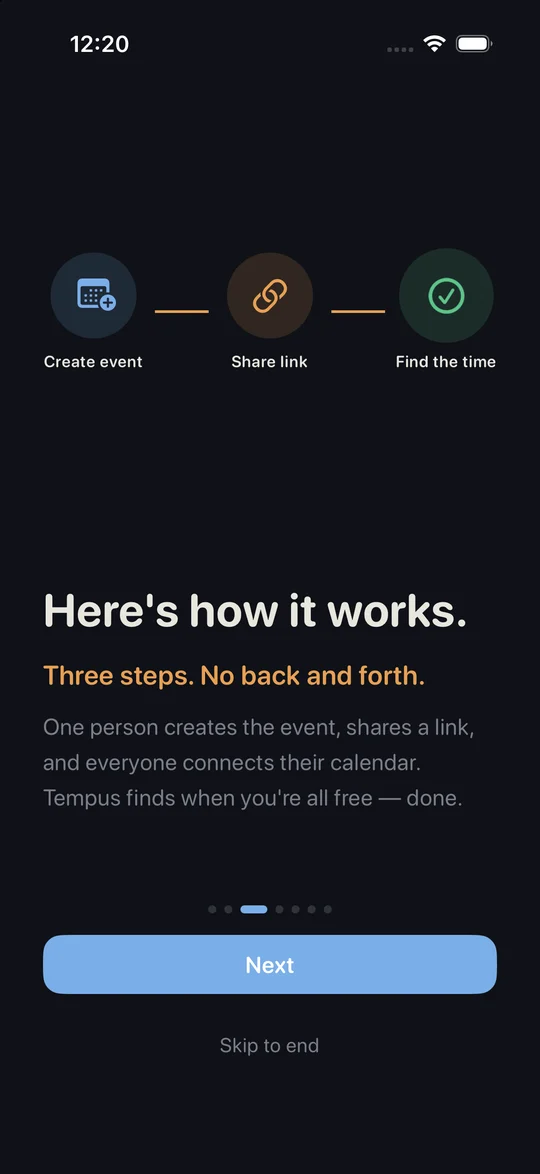 12:20
Create event
Share link
Find the time
Here's how it works.
Three steps. No back and forth.
One person creates the event, shares a link,
and everyone connects their calendar.
Tempus finds when you're all free — done.
Next
Skip to end